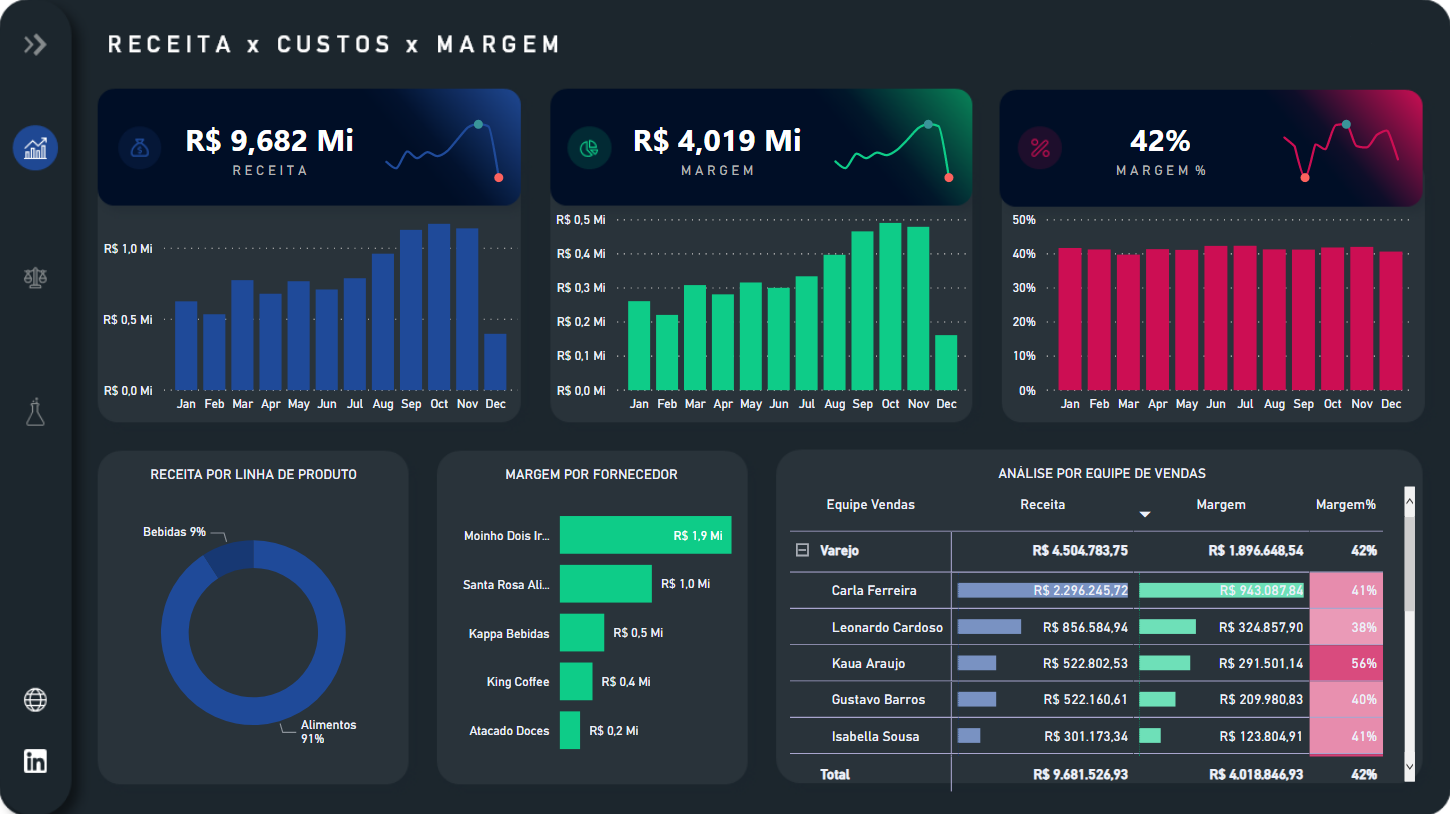 RECEITA x CUSTOS x MARGEM
R$ 9,682 Mi
RECEITA
R$ 4,019 Mi
MARGEM
42%
MARGEM %
R$ 1,0 Mi
R$ 0,5 Mi
R$ 0,0 Mi
Jan Feb Mar Apr May Jun Jul Aug Sep Oct Nov Dec
R$ 0,5 Mi
R$ 0,4 Mi
R$ 0,3 Mi
R$ 0,2 Mi
R$ 0,1 Mi
R$ 0,0 Mi
Jan Feb Mar Apr May Jun Jul Aug Sep Oct Nov Dec
50%
40%
30%
20%
10%
0%
Jan Feb Mar Apr May Jun Jul Aug Sep Oct Nov Dec
RECEITA POR LINHA DE PRODUTO
Bebidas 9%
Alimentos
91%
MARGEM POR FORNECEDOR
Moinho Dois Ir... R$ 1,9 Mi
Santa Rosa Ali... R$ 1,0 Mi
Kappa Bebidas R$ 0,5 Mi
King Coffee R$ 0,4 Mi
Atacado Doces R$ 0,2 Mi
ANÁLISE POR EQUIPE DE VENDAS
Equipe Vendas Receita Margem Margem%
Varejo R$ 4.504.783,75 R$ 1.896.648,54 42%
Carla Ferreira R$ 2.296.245,72 R$ 943.087,84 41%
Leonardo Cardoso R$ 856.584,94 R$ 324.857,90 38%
Kaua Araujo R$ 522.802,53 R$ 291.501,14 56%
Gustavo Barros R$ 522.160,61 R$ 209.980,83 40%
Isabella Sousa R$ 301.173,34 R$ 123.804,91 41%
Total R$ 9.681.526,93 R$ 4.018.846,93 42%
in